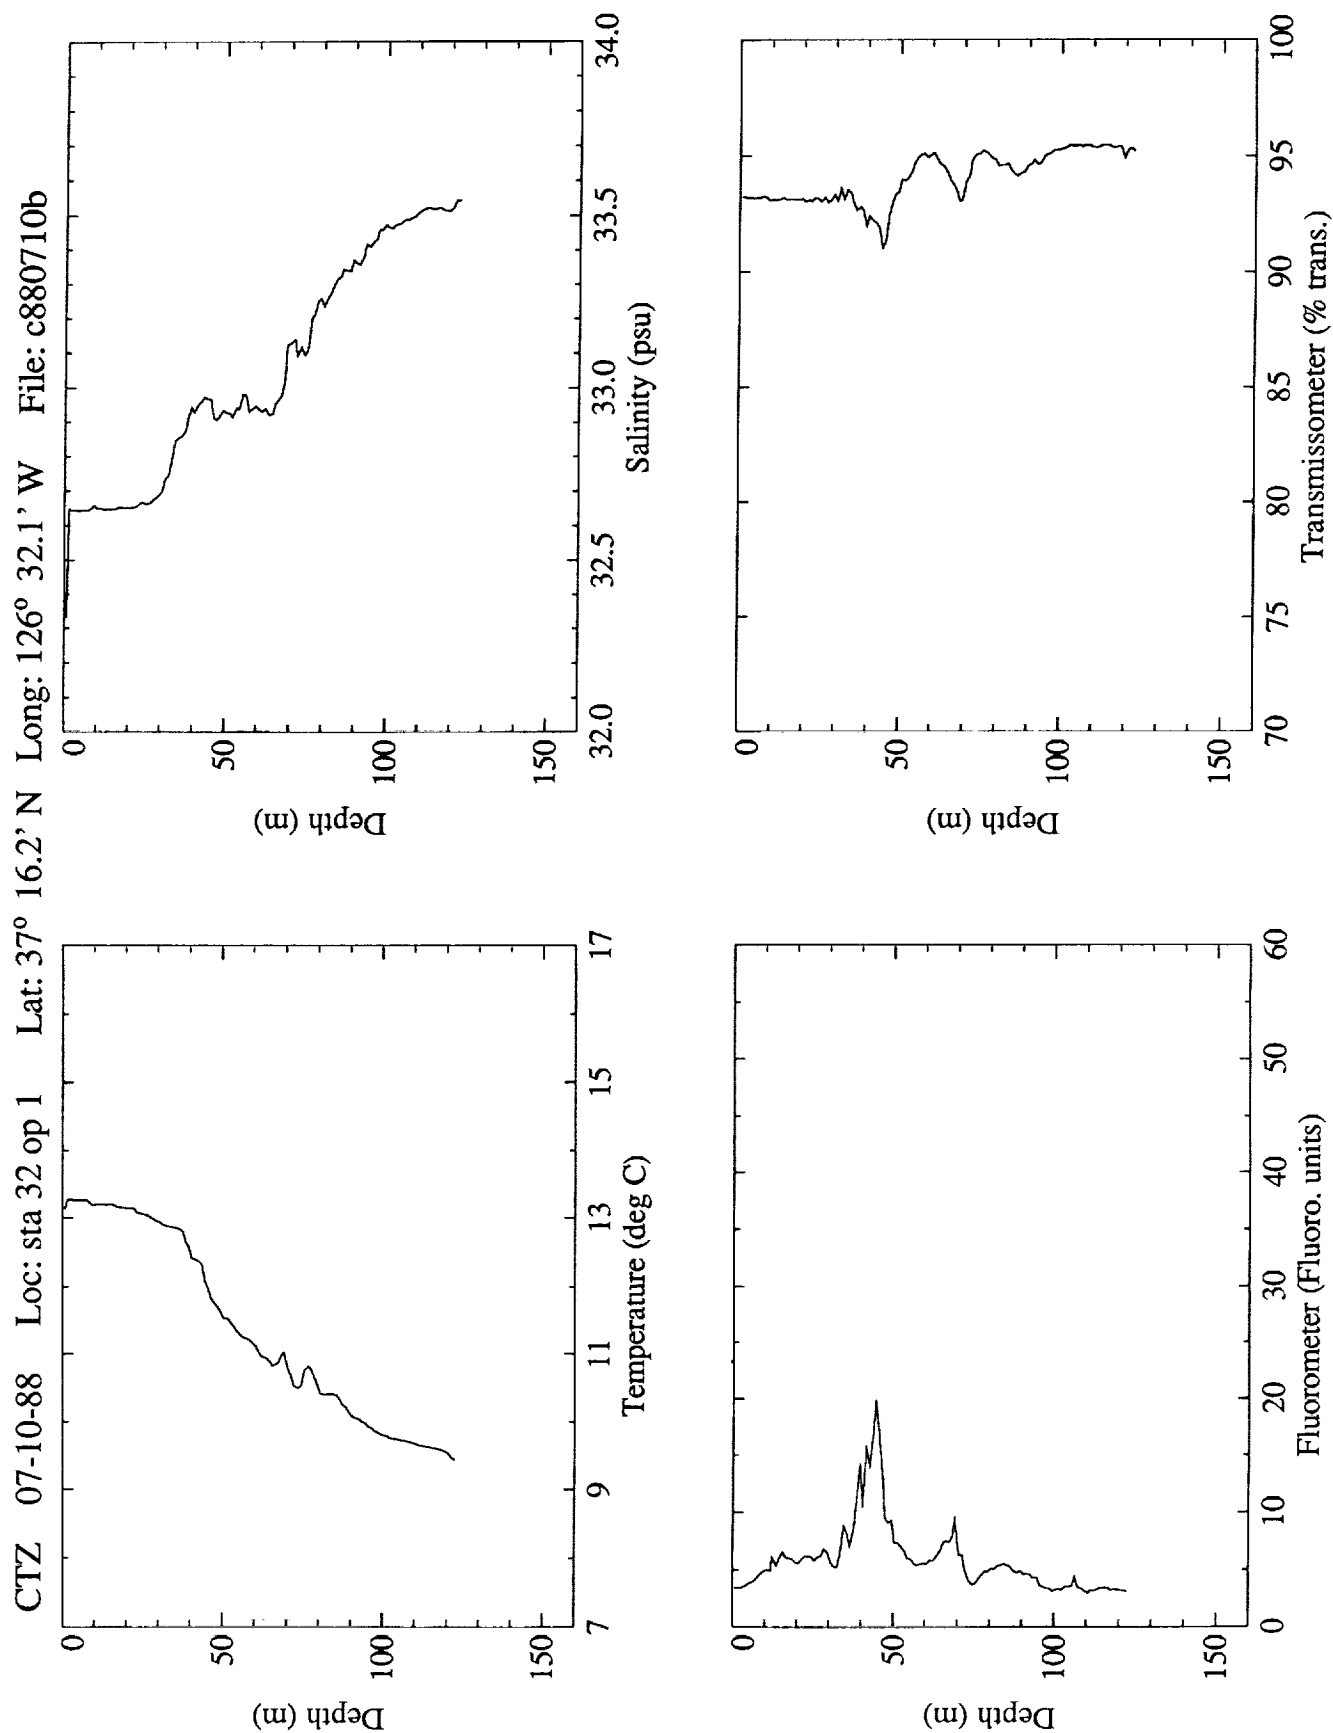 CTZ 07-10-88 Loc: sta 32 op 1 Lat: 37° 16.2' N Long: 126° 32.1' W File: c880710b
Depth (m)
0
50
100
150
7 9 11 13 15 17
Temperature (deg C)
Depth (m)
0
50
100
150
32.0 32.5 33.0 33.5 34.0
Salinity (psu)
Depth (m)
0
50
100
150
0 10 20 30 40 50 60
Fluorometer (Fluoro. units)
Depth (m)
0
50
100
150
70 75 80 85 90 95 100
Transmissometer (% trans.)